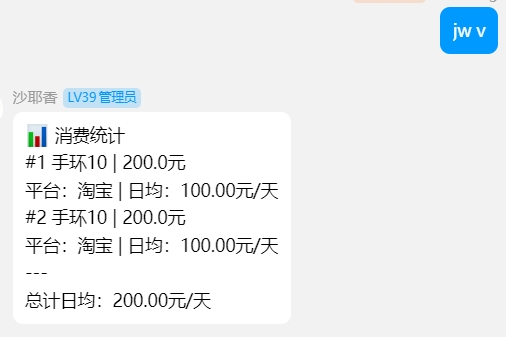 jw v
沙耶香 LV39 管理员
📊 消费统计
#1 手环10 | 200.0元
平台：淘宝 | 日均：100.00元/天
#2 手环10 | 200.0元
平台：淘宝 | 日均：100.00元/天
---
总计日均：200.00元/天